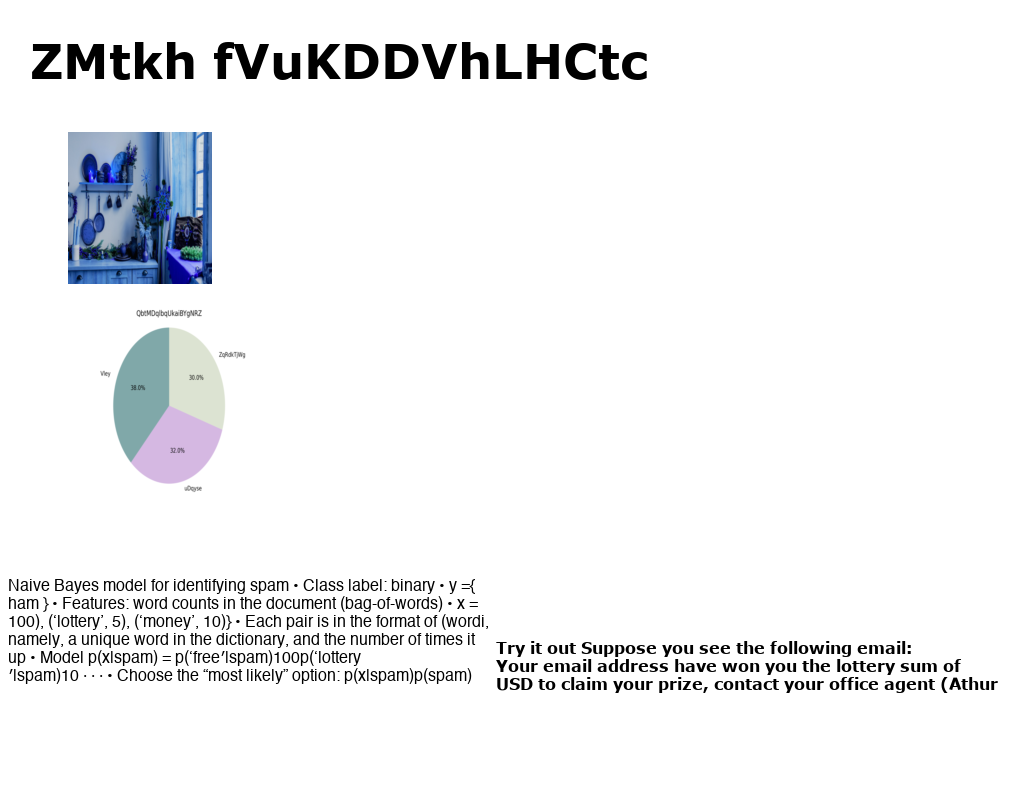 ZMtkh fVuKDDVhLHCtc
QbtMDqlbqUkaiBYgNRZ
ZqRdkTjWg
Vley
30.0%
38.0%
32.0%
uDqyse
Naive Bayes model for identifying spam • Class label: binary • y ={
ham } • Features: word counts in the document (bag-of-words) • x =
100), (‘lottery’, 5), (‘money’, 10)} • Each pair is in the format of (wordi,
namely, a unique word in the dictionary, and the number of times it
up • Model p(x|spam) = p(‘free′|spam)100p(‘lottery
′|spam)10 · · · • Choose the “most likely” option: p(x|spam)p(spam)
Try it out Suppose you see the following email:
Your email address have won you the lottery sum of
USD to claim your prize, contact your office agent (Athur